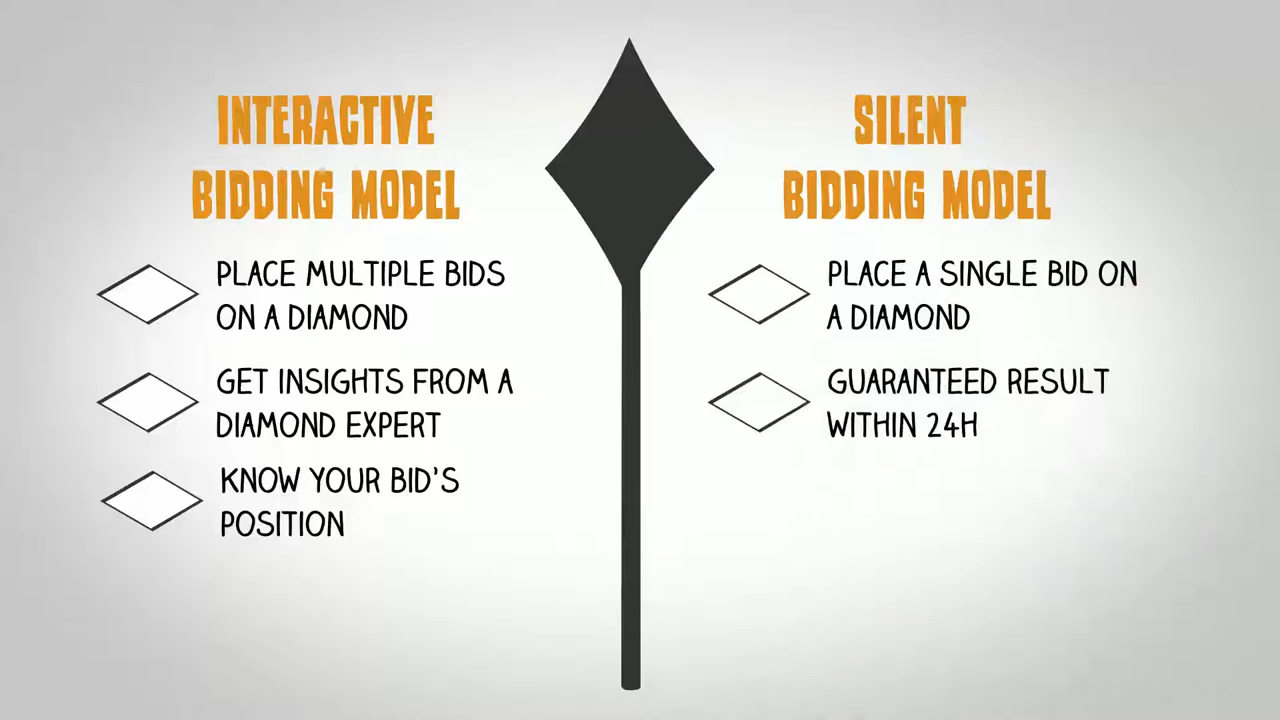 INTERACTIVE
BIDDING MODEL
PLACE MULTIPLE BIDS
ON A DIAMOND
GET INSIGHTS FROM A
DIAMOND EXPERT
KNOW YOUR BID'S
POSITION
SILENT
BIDDING MODEL
PLACE A SINGLE BID ON
A DIAMOND
GUARANTEED RESULT
WITHIN 24H